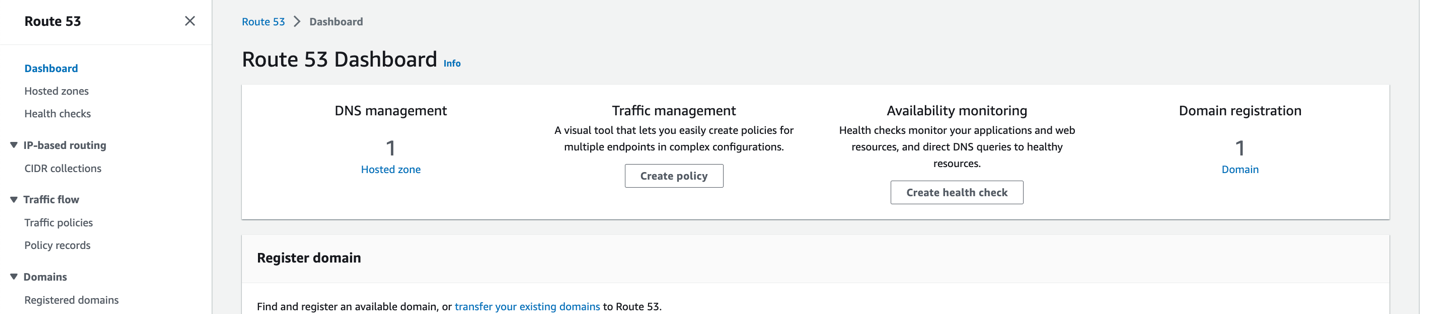 Route 53
Dashboard
Hosted zones
Health checks
IP-based routing
CIDR collections
Traffic flow
Traffic policies
Policy records
Domains
Registered domains
Route 53 > Dashboard
Route 53 Dashboard Info
DNS management
1
Hosted zone
Traffic management
A visual tool that lets you easily create policies for
multiple endpoints in complex configurations.
Create policy
Availability monitoring
Health checks monitor your applications and web
resources, and direct DNS queries to healthy
resources.
Create health check
Domain registration
1
Domain
Register domain
Find and register an available domain, or transfer your existing domains to Route 53.